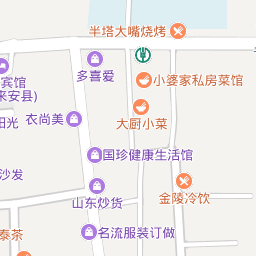 半塔大嘴烧烤
多喜爱
小婆家私房菜馆
宾馆
来安县)
大厨小菜
衣尚美
阳光
国珍健康生活馆
沙发
金陵冷饮
山东炒货
名流服装订做
泰茶